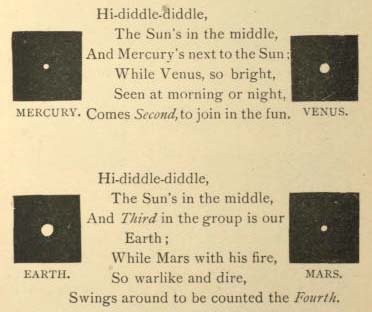 Hi-diddle-diddle,
The Sun's in the middle,
And Mercury's next to the Sun;
While Venus, so bright,
Seen at morning or night,
MERCURY. Comes Second, to join in the fun. VENUS.
Hi-diddle-diddle,
The Sun's in the middle,
And Third in the group is our
Earth;
While Mars with his fire,
EARTH. So warlike and dire, MARS.
Swings around to be counted the Fourth.